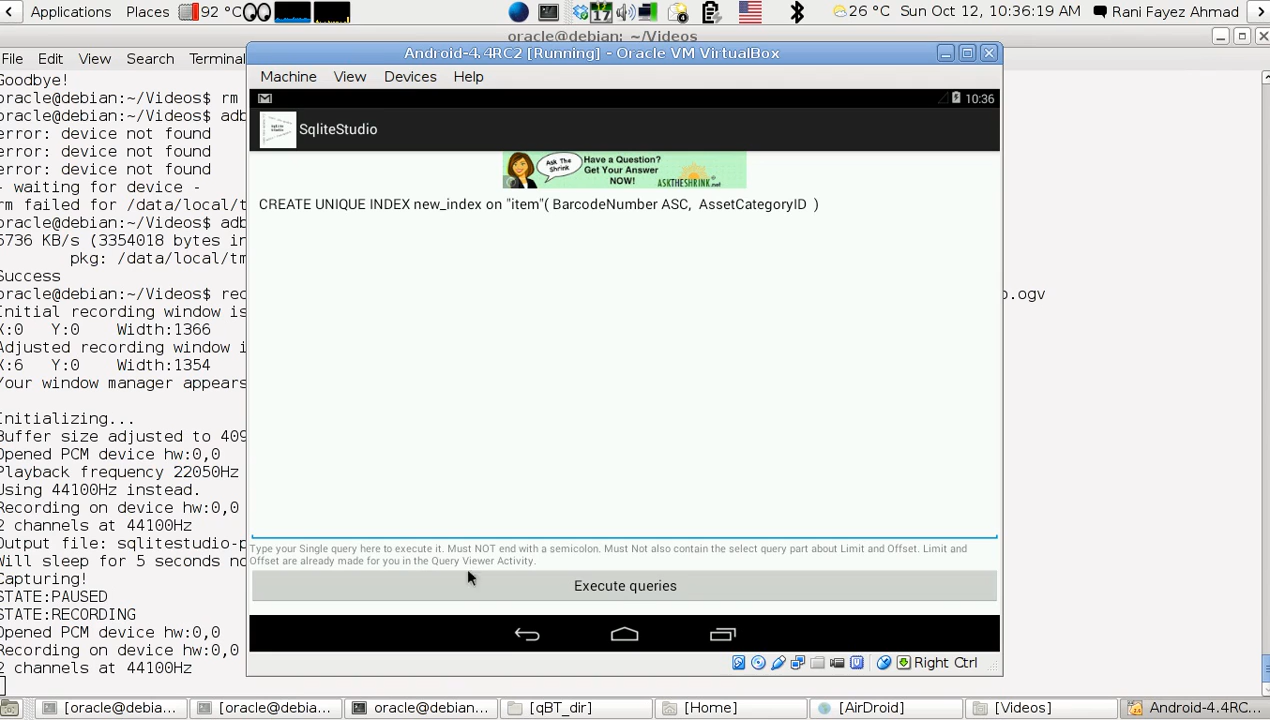 Applications Places 92 °C 17 26 °C Sun Oct 12, 10:36:19 AM Rani Fayez Ahmad
oracle@debian: ~/Videos
File Edit View Search Terminal
Android-4.4RC2 [Running] - Oracle VM VirtualBox
Machine View Devices Help
10:36
SqliteStudio
Ask The Shrink
Have a Question?
Get Your Answer
NOW!
ASKTHESHRINK.net
CREATE UNIQUE INDEX new_index on "item"( BarcodeNumber ASC, AssetCategoryID )
Type your Single query here to execute it. Must NOT end with a semicolon. Must Not also contain the select query part about Limit and Offset. Limit and
Offset are already made for you in the Query Viewer Activity.
Execute queries
Right Ctrl
Goodbye!
oracle@debian:~/Videos$ rm
oracle@debian:~/Videos$ adb
error: device not found
error: device not found
error: device not found
- waiting for device -
rm failed for /data/local/t
oracle@debian:~/Videos$ adb
5736 KB/s (3354018 bytes in
pkg: /data/local/tm
Success
oracle@debian:~/Videos$ rec o.ogv
Initial recording window is
X:0 Y:0 Width:1366
Adjusted recording window i
X:6 Y:0 Width:1354
Your window manager appears
Initializing...
Buffer size adjusted to 409
Opened PCM device hw:0,0
Playback frequency 22050Hz
Using 44100Hz instead.
Recording on device hw:0,0
2 channels at 44100Hz
Output file: sqlitestudio-p
Will sleep for 5 seconds no
Capturing!
STATE:PAUSED
STATE:RECORDING
Opened PCM device hw:0,0
Recording on device hw:0,0
2 channels at 44100Hz
[oracle@debia... [oracle@debia... oracle@debian... [qBT_dir] [Home] [AirDroid] [Videos] Android-4.4RC...